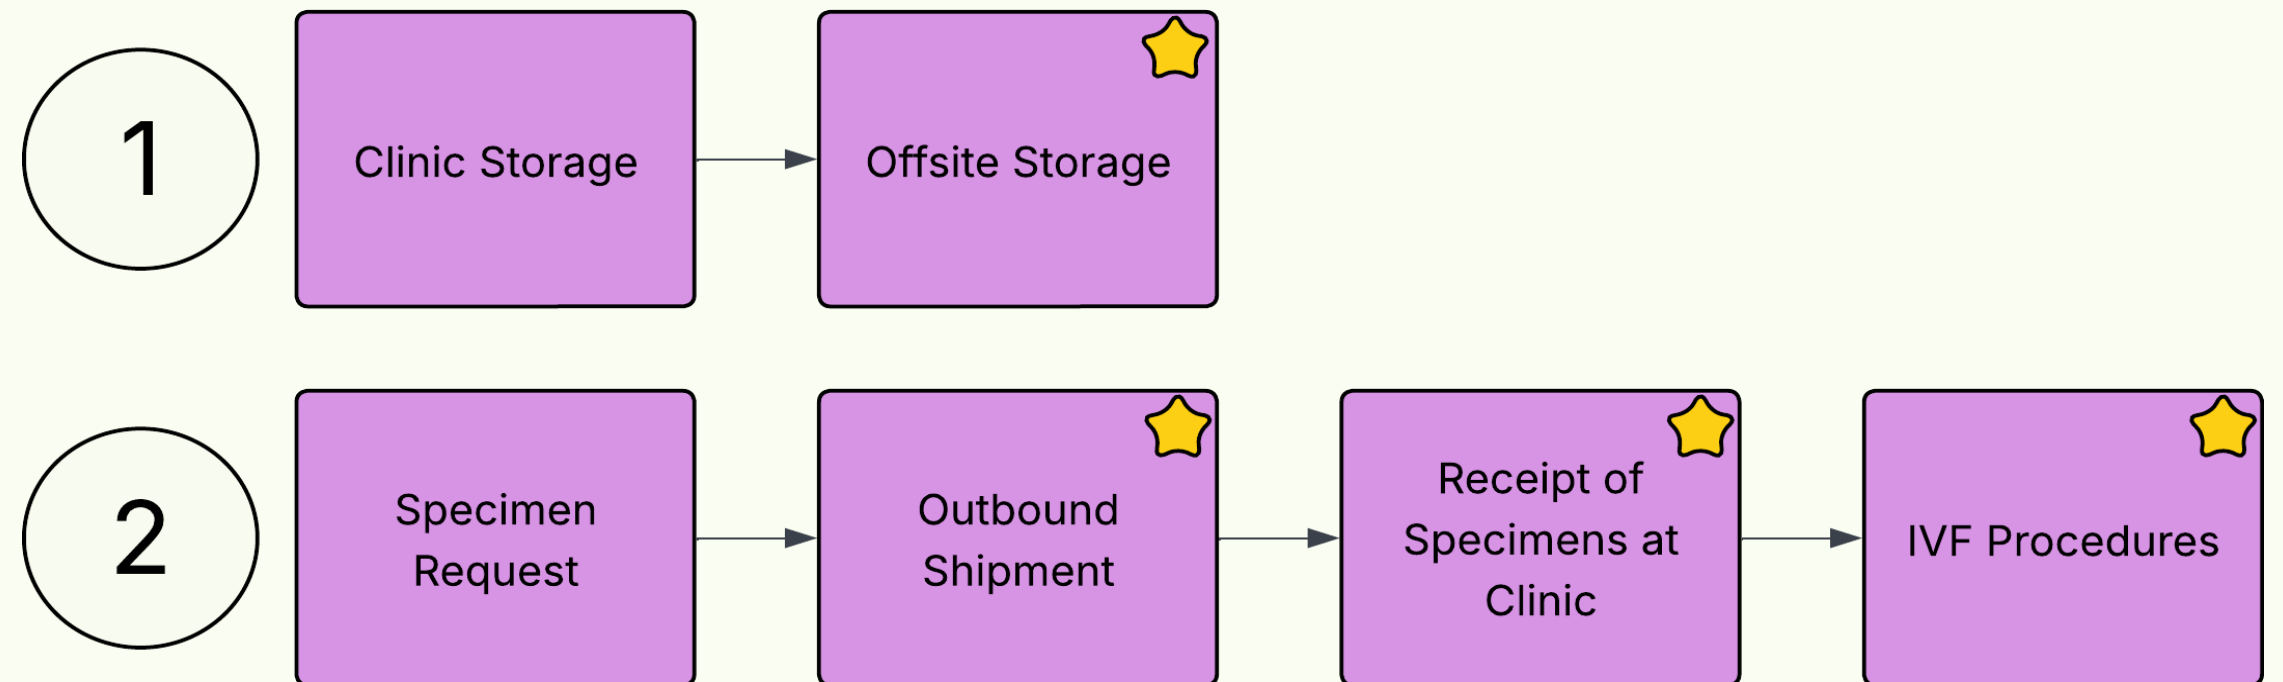 1
Clinic Storage
Offsite Storage
2
Specimen
Request
Outbound
Shipment
Receipt of
Specimens at
Clinic
IVF Procedures